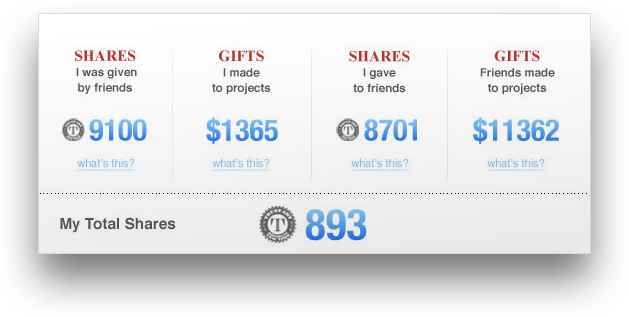 SHARES
I was given
by friends
9100
what's this?
GIFTS
I made
to projects
$1365
what's this?
SHARES
I gave
to friends
8701
what's this?
GIFTS
Friends made
to projects
$11362
what's this?
My Total Shares
T
893